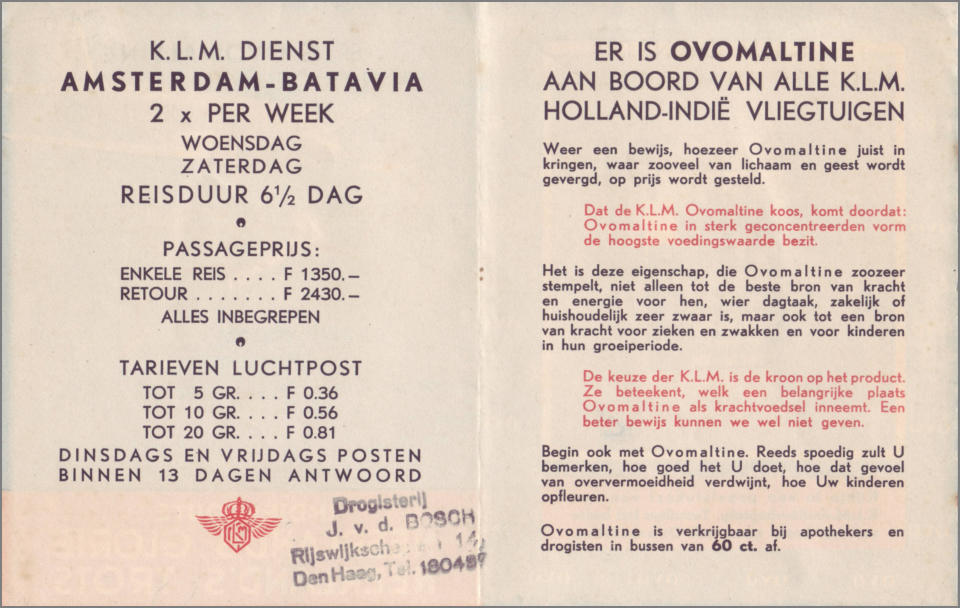 K.L.M. DIENST
AMSTERDAM-BATAVIA
2 x PER WEEK
WOENSDAG
ZATERDAG
REISDUUR 6½ DAG
PASSAGEPRIJS:
ENKELE REIS .... F 1350.–
RETOUR ....... F 2430.–
ALLES INBEGREPEN
TARIEVEN LUCHTPOST
TOT 5 GR. ... F 0.36
TOT 10 GR. ... F 0.56
TOT 20 GR. ... F 0.81
DINSDAGS EN VRIJDAGS POSTEN
BINNEN 13 DAGEN ANTWOORD
KLM
Drogisterij
J. v. d. BOSCH
Den Haag, Tel.
ER IS OVOMALTINE
AAN BOORD VAN ALLE K.L.M.
HOLLAND-INDIË VLIEGTUIGEN
Weer een bewijs, hoezeer Ovomaltine juist in
kringen, waar zooveel van lichaam en geest wordt
gevergd, op prijs wordt gesteld.
Dat de K.L.M. Ovomaltine koos, komt doordat:
Ovomaltine in sterk geconcentreerden vorm
de hoogste voedingswaarde bezit.
Het is deze eigenschap, die Ovomaltine zoozeer
stempelt, niet alleen tot de beste bron van kracht
en energie voor hen, wier dagtaak, zakelijk of
huishoudelijk zeer zwaar is, maar ook tot een bron
van kracht voor zieken en zwakken en voor kinderen
in hun groeiperiode.
De keuze der K.L.M. is de kroon op het product.
Ze beteekent, welk een belangrijke plaats
Ovomaltine als krachtvoedsel inneemt. Een
beter bewijs kunnen we wel niet geven.
Begin ook met Ovomaltine. Reeds spoedig zult U
bemerken, hoe goed het U doet, hoe dat gevoel
van oververmoeidheid verdwijnt, hoe Uw kinderen
opfleuren.
Ovomaltine is verkrijgbaar bij apothekers en
drogisten in bussen van 60 ct. af.